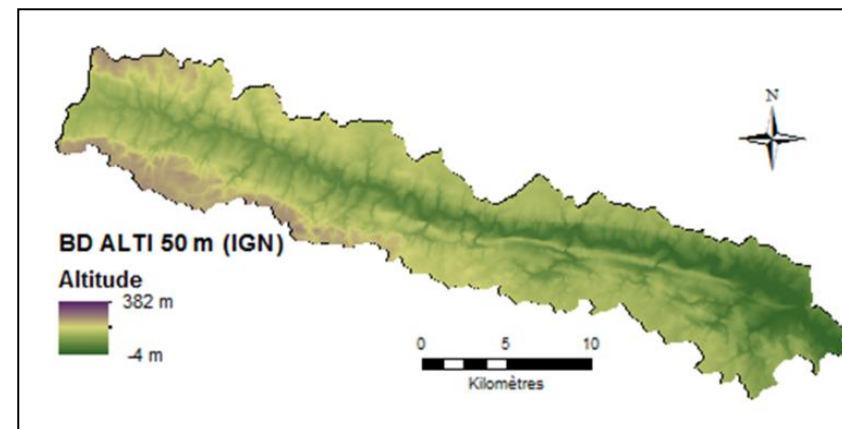 N
BD ALTI 50 m (IGN)
Altitude
382 m
-4 m
0 5 10
Kilomètres